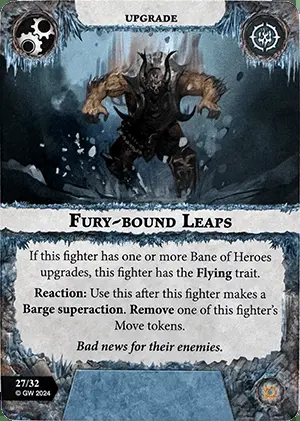 UPGRADE
FURY-BOUND LEAPS
If this fighter has one or more Bane of Heroes
upgrades, this fighter has the Flying trait.
Reaction: Use this after this fighter makes a
Barge superaction. Remove one of this fighter's
Move tokens.
Bad news for their enemies.
27/32
© GW 2024